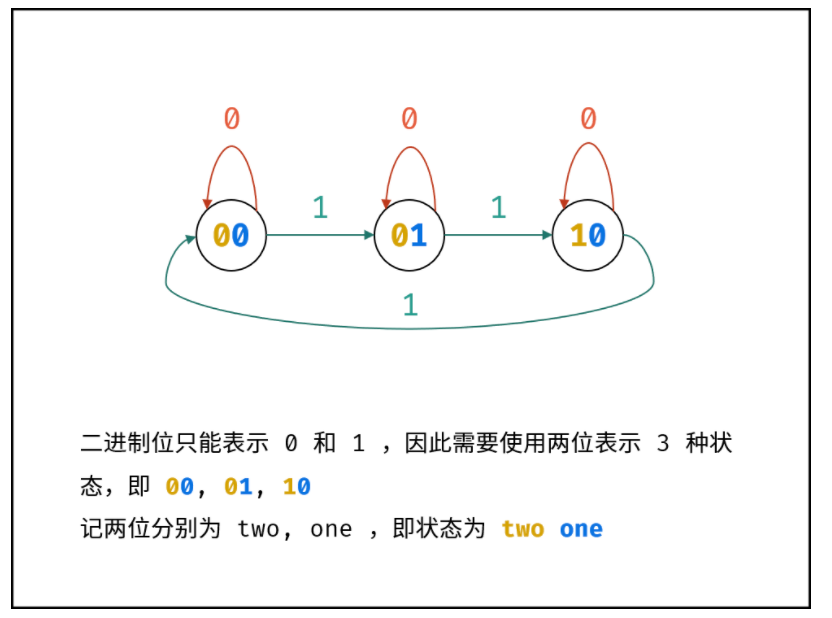 0 0 0
1 1
00 01 10
1
二进制位只能表示 0 和 1 ，因此需要使用两位表示 3 种状
态，即 00, 01, 10
记两位分别为 two, one ，即状态为 two one